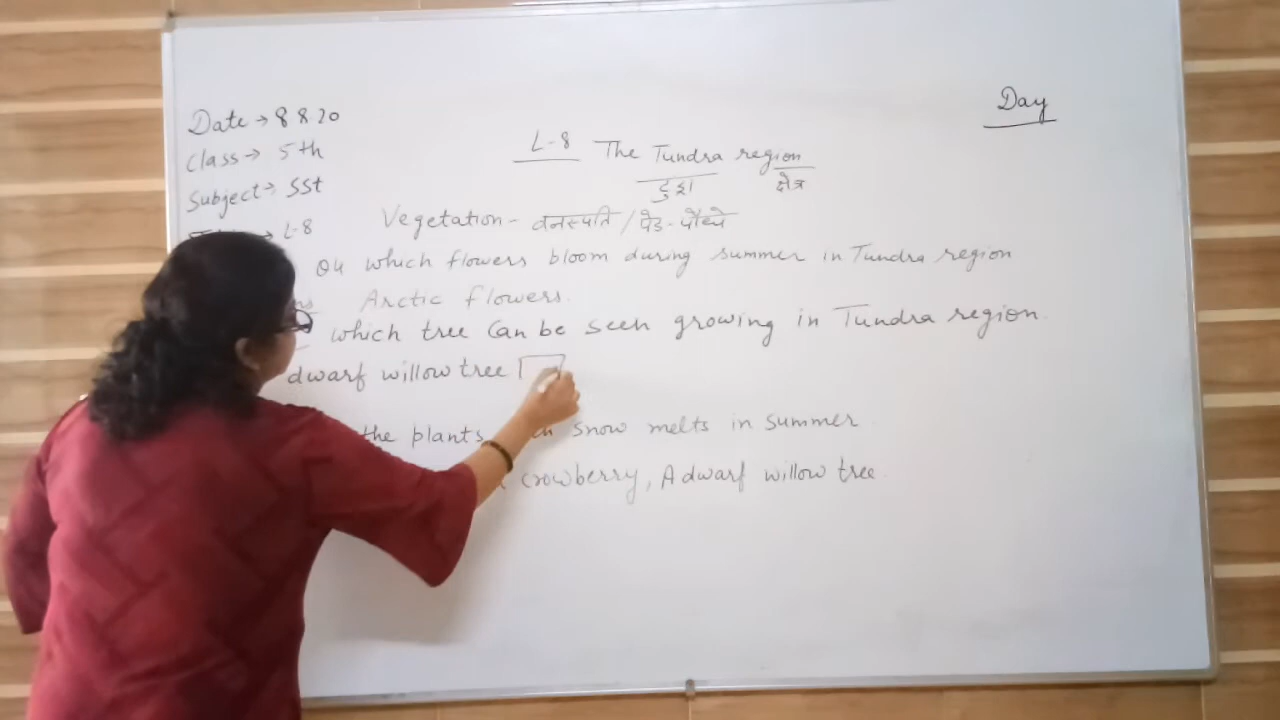 Day
Date → 8 8 20
Class → 5th
Subject → SSt
→ L-8
L-8 The Tundra region
टुंड्रा क्षेत्र
Vegetation - वनस्पति / पेड-पौधे
Q4 which flowers bloom during summer in Tundra region
Ans Arctic flowers.
which tree Can be seen growing in Tundra region.
dwarf willow tree
the plants snow melts in summer
crowberry, A dwarf willow tree.